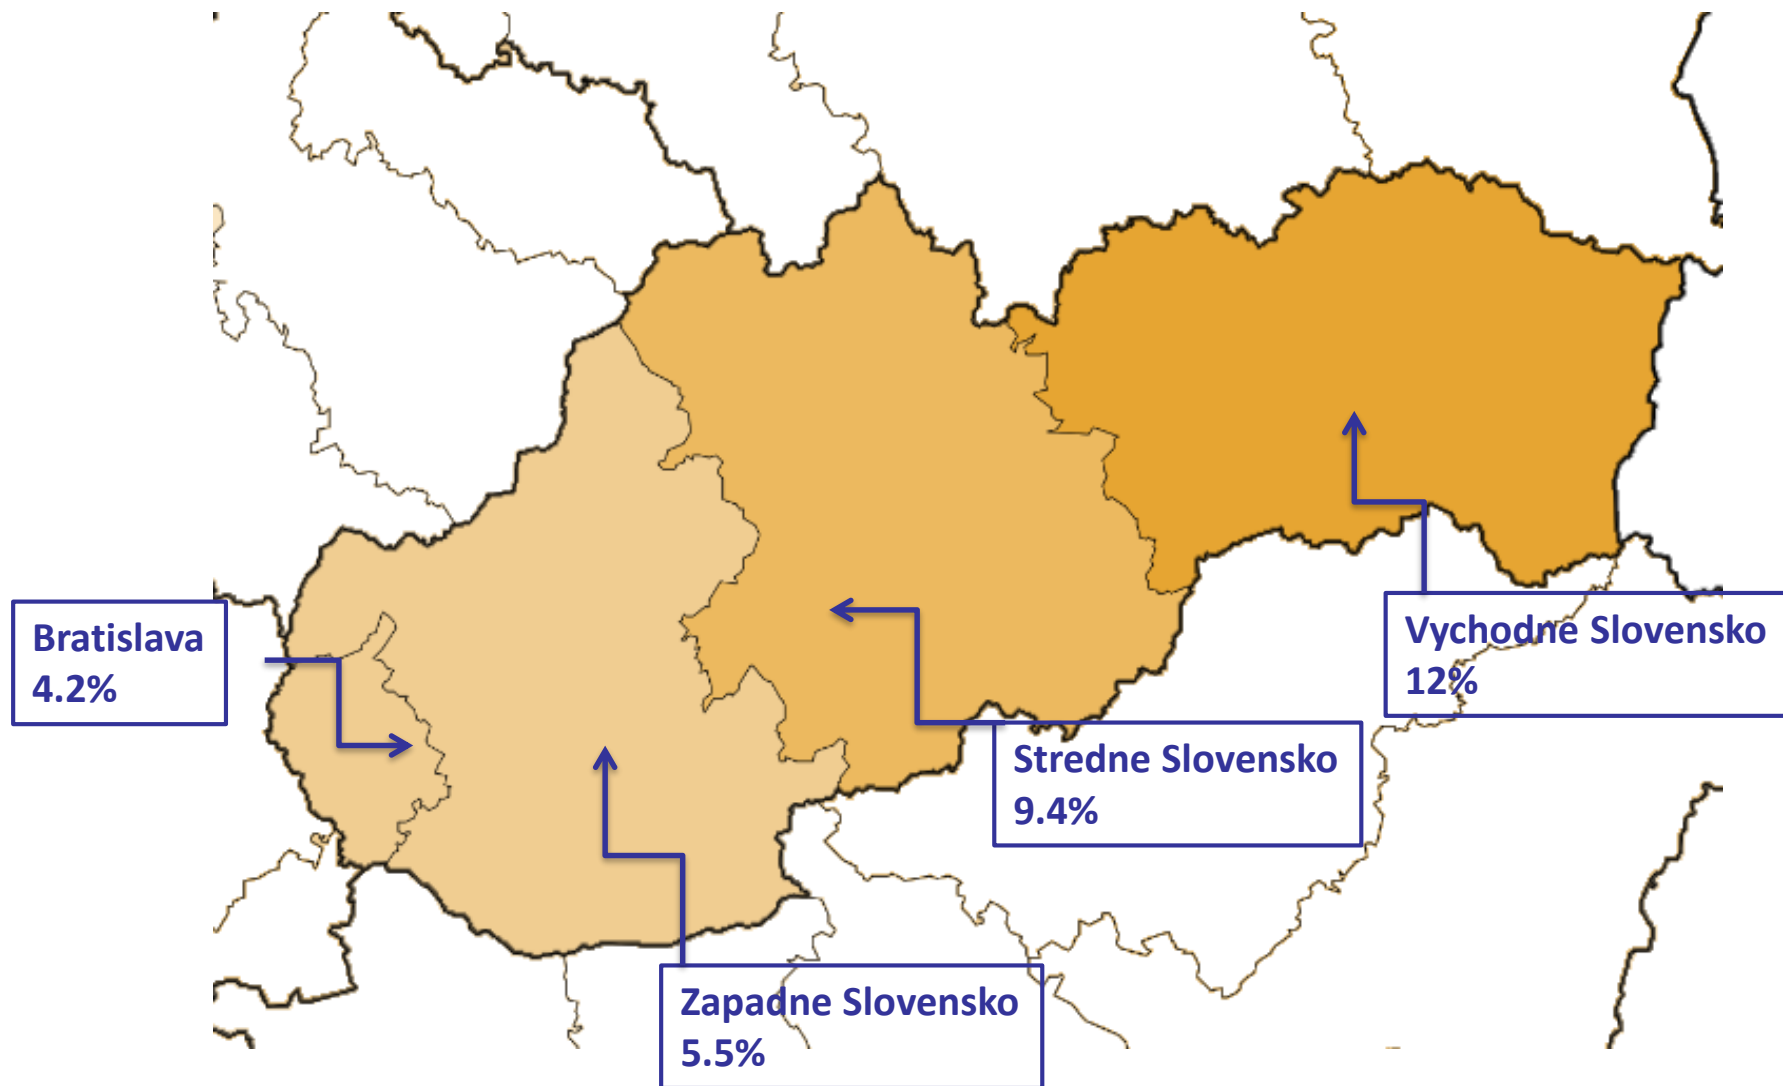 Bratislava
4.2%
Vychodne Slovensko
12%
Stredne Slovensko
9.4%
Zapadne Slovensko
5.5%